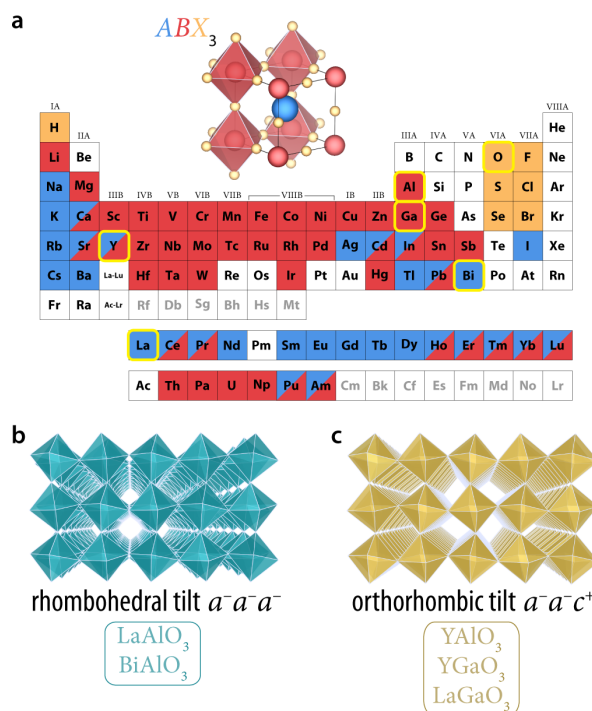 a
ABX3
IA
VIIIA
H
IIA
IIIA IVA VA VIA VIIA
He
Li Be
B C N O F Ne
Na Mg
IIIB IVB VB VIB VIIB VIIIB IB IIB
Al Si P S Cl Ar
K Ca Sc Ti V Cr Mn Fe Co Ni Cu Zn Ga Ge As Se Br Kr
Rb Sr Y Zr Nb Mo Tc Ru Rh Pd Ag Cd In Sn Sb Te I Xe
Cs Ba La-Lu Hf Ta W Re Os Ir Pt Au Hg Tl Pb Bi Po At Rn
Fr Ra Ac-Lr Rf Db Sg Bh Hs Mt
La Ce Pr Nd Pm Sm Eu Gd Tb Dy Ho Er Tm Yb Lu
Ac Th Pa U Np Pu Am Cm Bk Cf Es Fm Md No Lr
b
c
rhombohedral tilt a⁻a⁻a⁻
LaAlO3
BiAlO3
orthorhombic tilt a⁻a⁻c⁺
YAlO3
YGaO3
LaGaO3